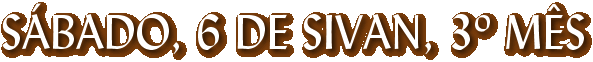 SÁBADO, 6 DE SIVAN, 3º MÊS